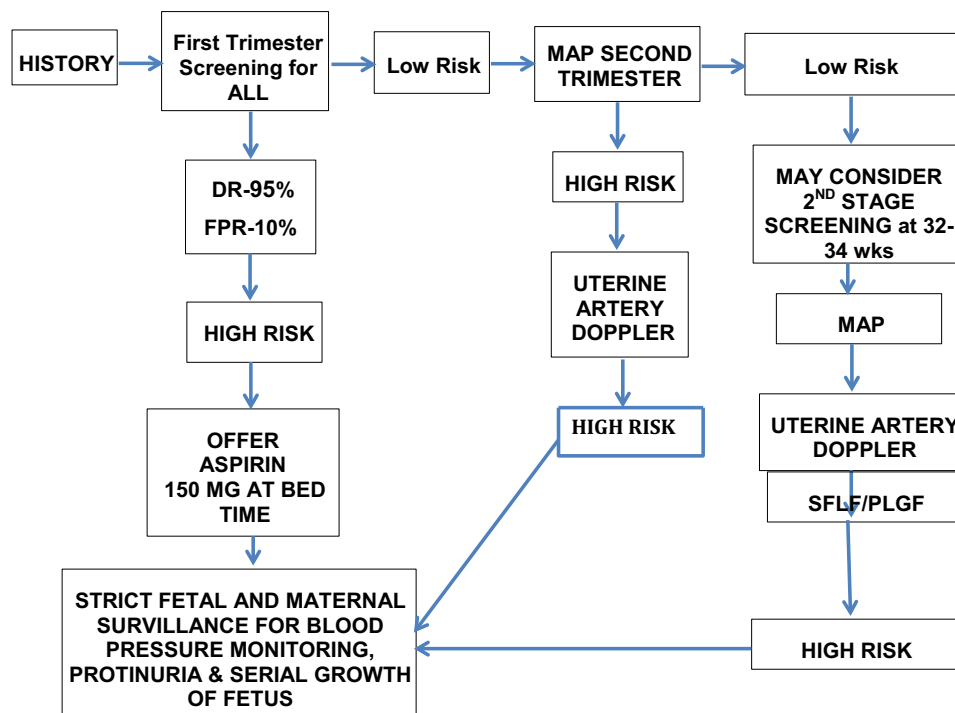 HISTORY
First Trimester
Screening for
ALL
Low Risk
MAP SECOND
TRIMESTER
Low Risk
DR-95%
FPR-10%
HIGH RISK
MAY CONSIDER
2ND STAGE
SCREENING at 32-
34 wks
HIGH RISK
UTERINE
ARTERY
DOPPLER
MAP
OFFER
ASPIRIN
150 MG AT BED
TIME
HIGH RISK
UTERINE ARTERY
DOPPLER
SFLF/PLGF
STRICT FETAL AND MATERNAL
SURVILLANCE FOR BLOOD
PRESSURE MONITORING,
PROTINURIA & SERIAL GROWTH
OF FETUS
HIGH RISK